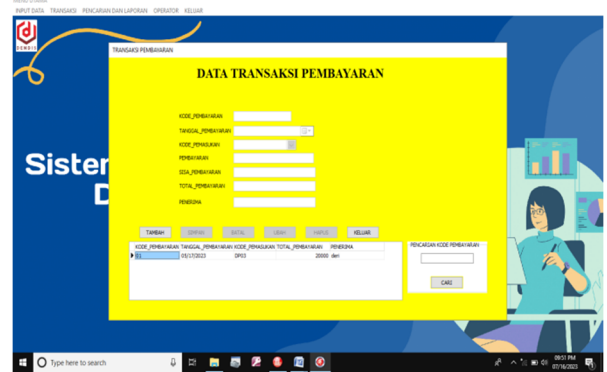 INPUT DATA TRANSAKSI PENCARIAN DAN LAPORAN OPERATOR KELUAR
DENDIS
TRANSAKSI PEMBAYARAN
DATA TRANSAKSI PEMBAYARAN
KODE_PEMBAYARAN
TANGGAL_PEMBAYARAN
KODE_PEMASUKAN
PEMBAYARAN
SISA_PEMBAYARAN
TOTAL_PEMBAYARAN
PENERIMA
Sister
D
TAMBAH SIMPAN BATAL UBAH HAPUS KELUAR
KODE_PEMBAYARAN TANGGAL_PEMBAYARAN KODE_PEMASUKAN TOTAL_PEMBAYARAN PENERIMA
05/17/2023 DP03 20000 deri
PENCARIAN KODE PEMBAYARAN
CARI
Type here to search
09:51 PM
07/16/2023